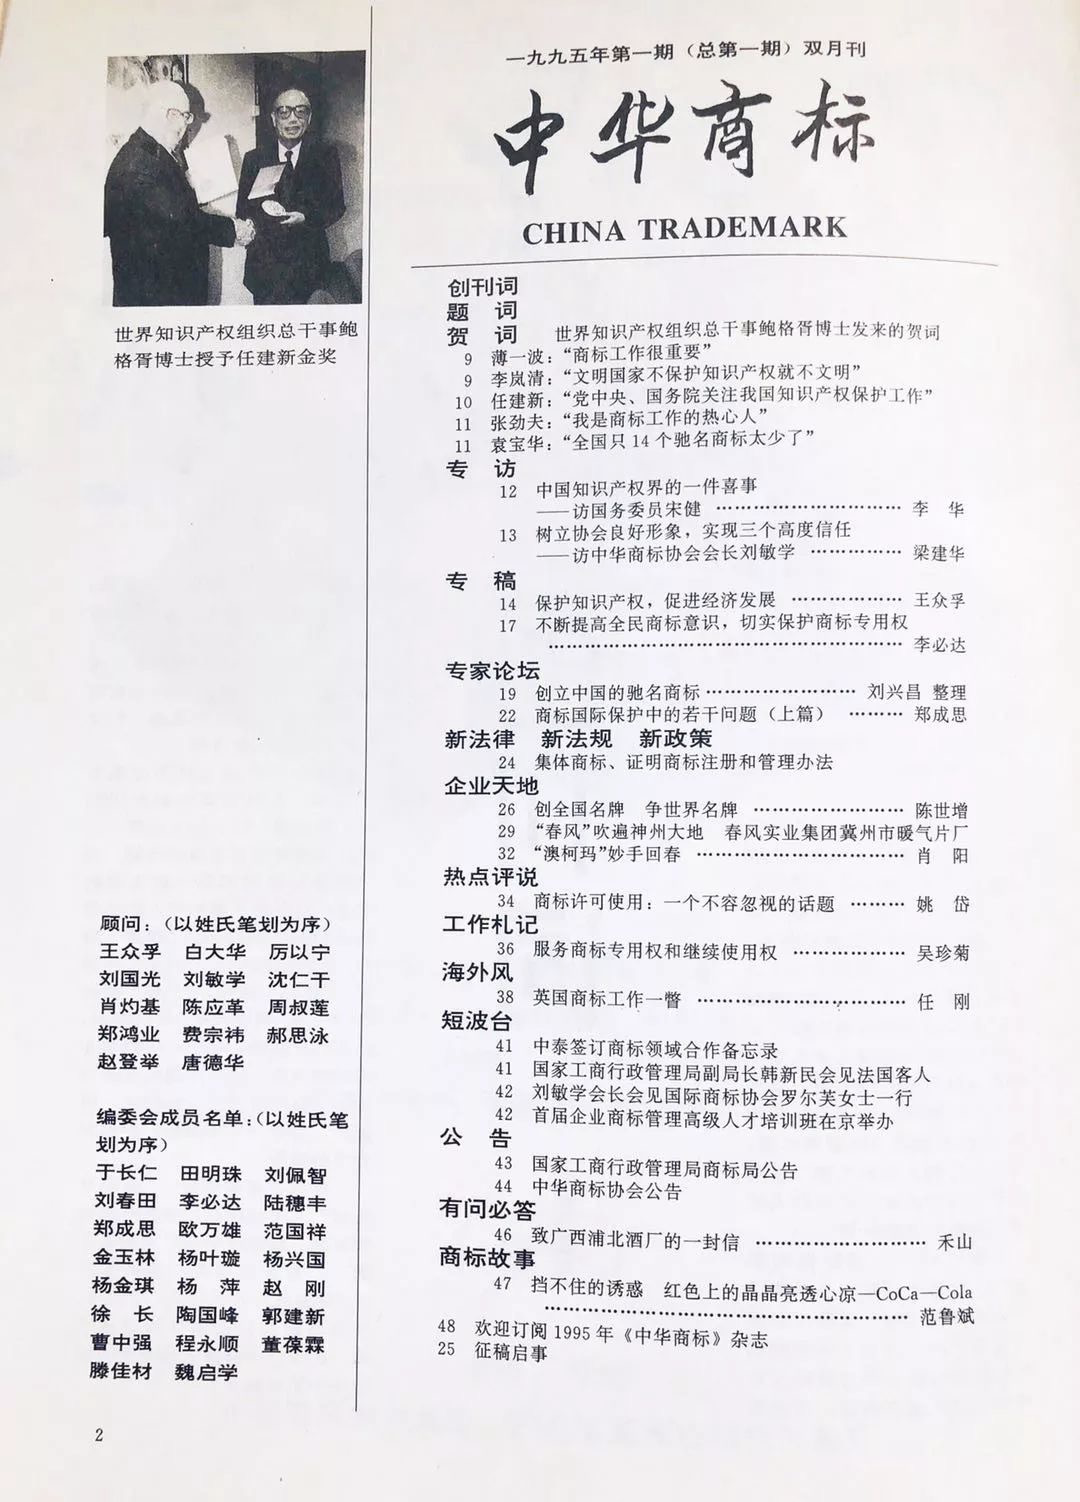 世界知识产权组织总干事鲍
格胥博士授予任建新金奖
顾问：（以姓氏笔划为序）
王众孚 白大华 厉以宁
刘国光 刘敏学 沈仁干
肖灼基 陈应革 周叔莲
郑鸿业 费宗祎 郝思泳
赵登举 唐德华
编委会成员名单：（以姓氏笔
划为序）
于长仁 田明珠 刘佩智
刘春田 李必达 陆穗丰
郑成思 欧万雄 范国祥
金玉林 杨叶璇 杨兴国
杨金琪 杨 萍 赵 刚
徐 长 陶国峰 郭建新
曹中强 程永顺 董葆霖
滕佳材 魏启学
2
一九九五年第一期（总第一期）双月刊
中华商标
CHINA TRADEMARK
创刊词
题 词
贺 词 世界知识产权组织总干事鲍格胥博士发来的贺词
9 薄一波：“商标工作很重要”
9 李岚清：“文明国家不保护知识产权就不文明”
10 任建新：“党中央、国务院关注我国知识产权保护工作”
11 张劲夫：“我是商标工作的热心人”
11 袁宝华：“全国只14个驰名商标太少了”
专 访
12 中国知识产权界的一件喜事
——访国务委员宋健 …………………………… 李 华
13 树立协会良好形象，实现三个高度信任
——访中华商标协会会长刘敏学 …………… 梁建华
专 稿
14 保护知识产权，促进经济发展 ……………… 王众孚
17 不断提高全民商标意识，切实保护商标专用权
……………………………………………………… 李必达
专家论坛
19 创立中国的驰名商标…………………… 刘兴昌 整理
22 商标国际保护中的若干问题（上篇） ……… 郑成思
新法律 新法规 新政策
24 集体商标、证明商标注册和管理办法
企业天地
26 创全国名牌 争世界名牌 …………………… 陈世增
29 “春风”吹遍神州大地 春风实业集团冀州市暖气片厂
32 “澳柯玛”妙手回春 …………………………… 肖 阳
热点评说
34 商标许可使用：一个不容忽视的话题 ……… 姚 岱
工作札记
36 服务商标专用权和继续使用权 ……………… 吴珍菊
海外风
38 英国商标工作一瞥 …………………………… 任 刚
短波台
41 中泰签订商标领域合作备忘录
41 国家工商行政管理局副局长韩新民会见法国客人
42 刘敏学会长会见国际商标协会罗尔芙女士一行
42 首届企业商标管理高级人才培训班在京举办
公 告
43 国家工商行政管理局商标局公告
44 中华商标协会公告
有问必答
46 致广西浦北酒厂的一封信 ……………………… 禾山
商标故事
47 挡不住的诱惑 红色上的晶晶亮透心凉—CoCa—Cola
…………………………………………………… 范鲁斌
48 欢迎订阅1995年《中华商标》杂志
25 征稿启事